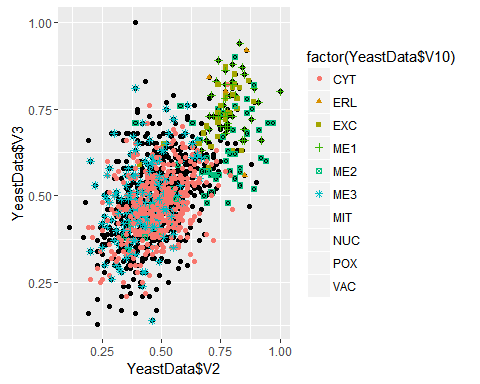 1.00
0.75
0.50
0.25
YeastData$V3
0.25
0.50
0.75
1.00
YeastData$V2
factor(YeastData$V10)
CYT
ERL
EXC
ME1
ME2
ME3
MIT
NUC
POX
VAC